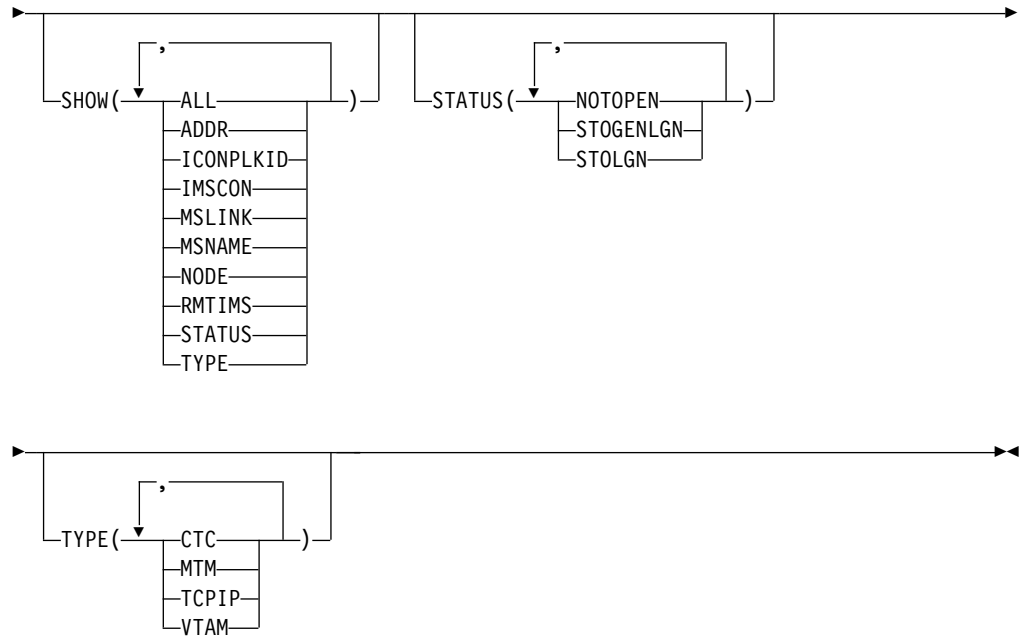 , ,
SHOW( ALL ) STATUS( NOTOPEN )
ADDR STOGENLGN
ICONPLKID STOLGN
IMSCON
MSLINK
MSNAME
NODE
RMTIMS
STATUS
TYPE
,
TYPE( CTC )
MTM
TCPIP
VTAM